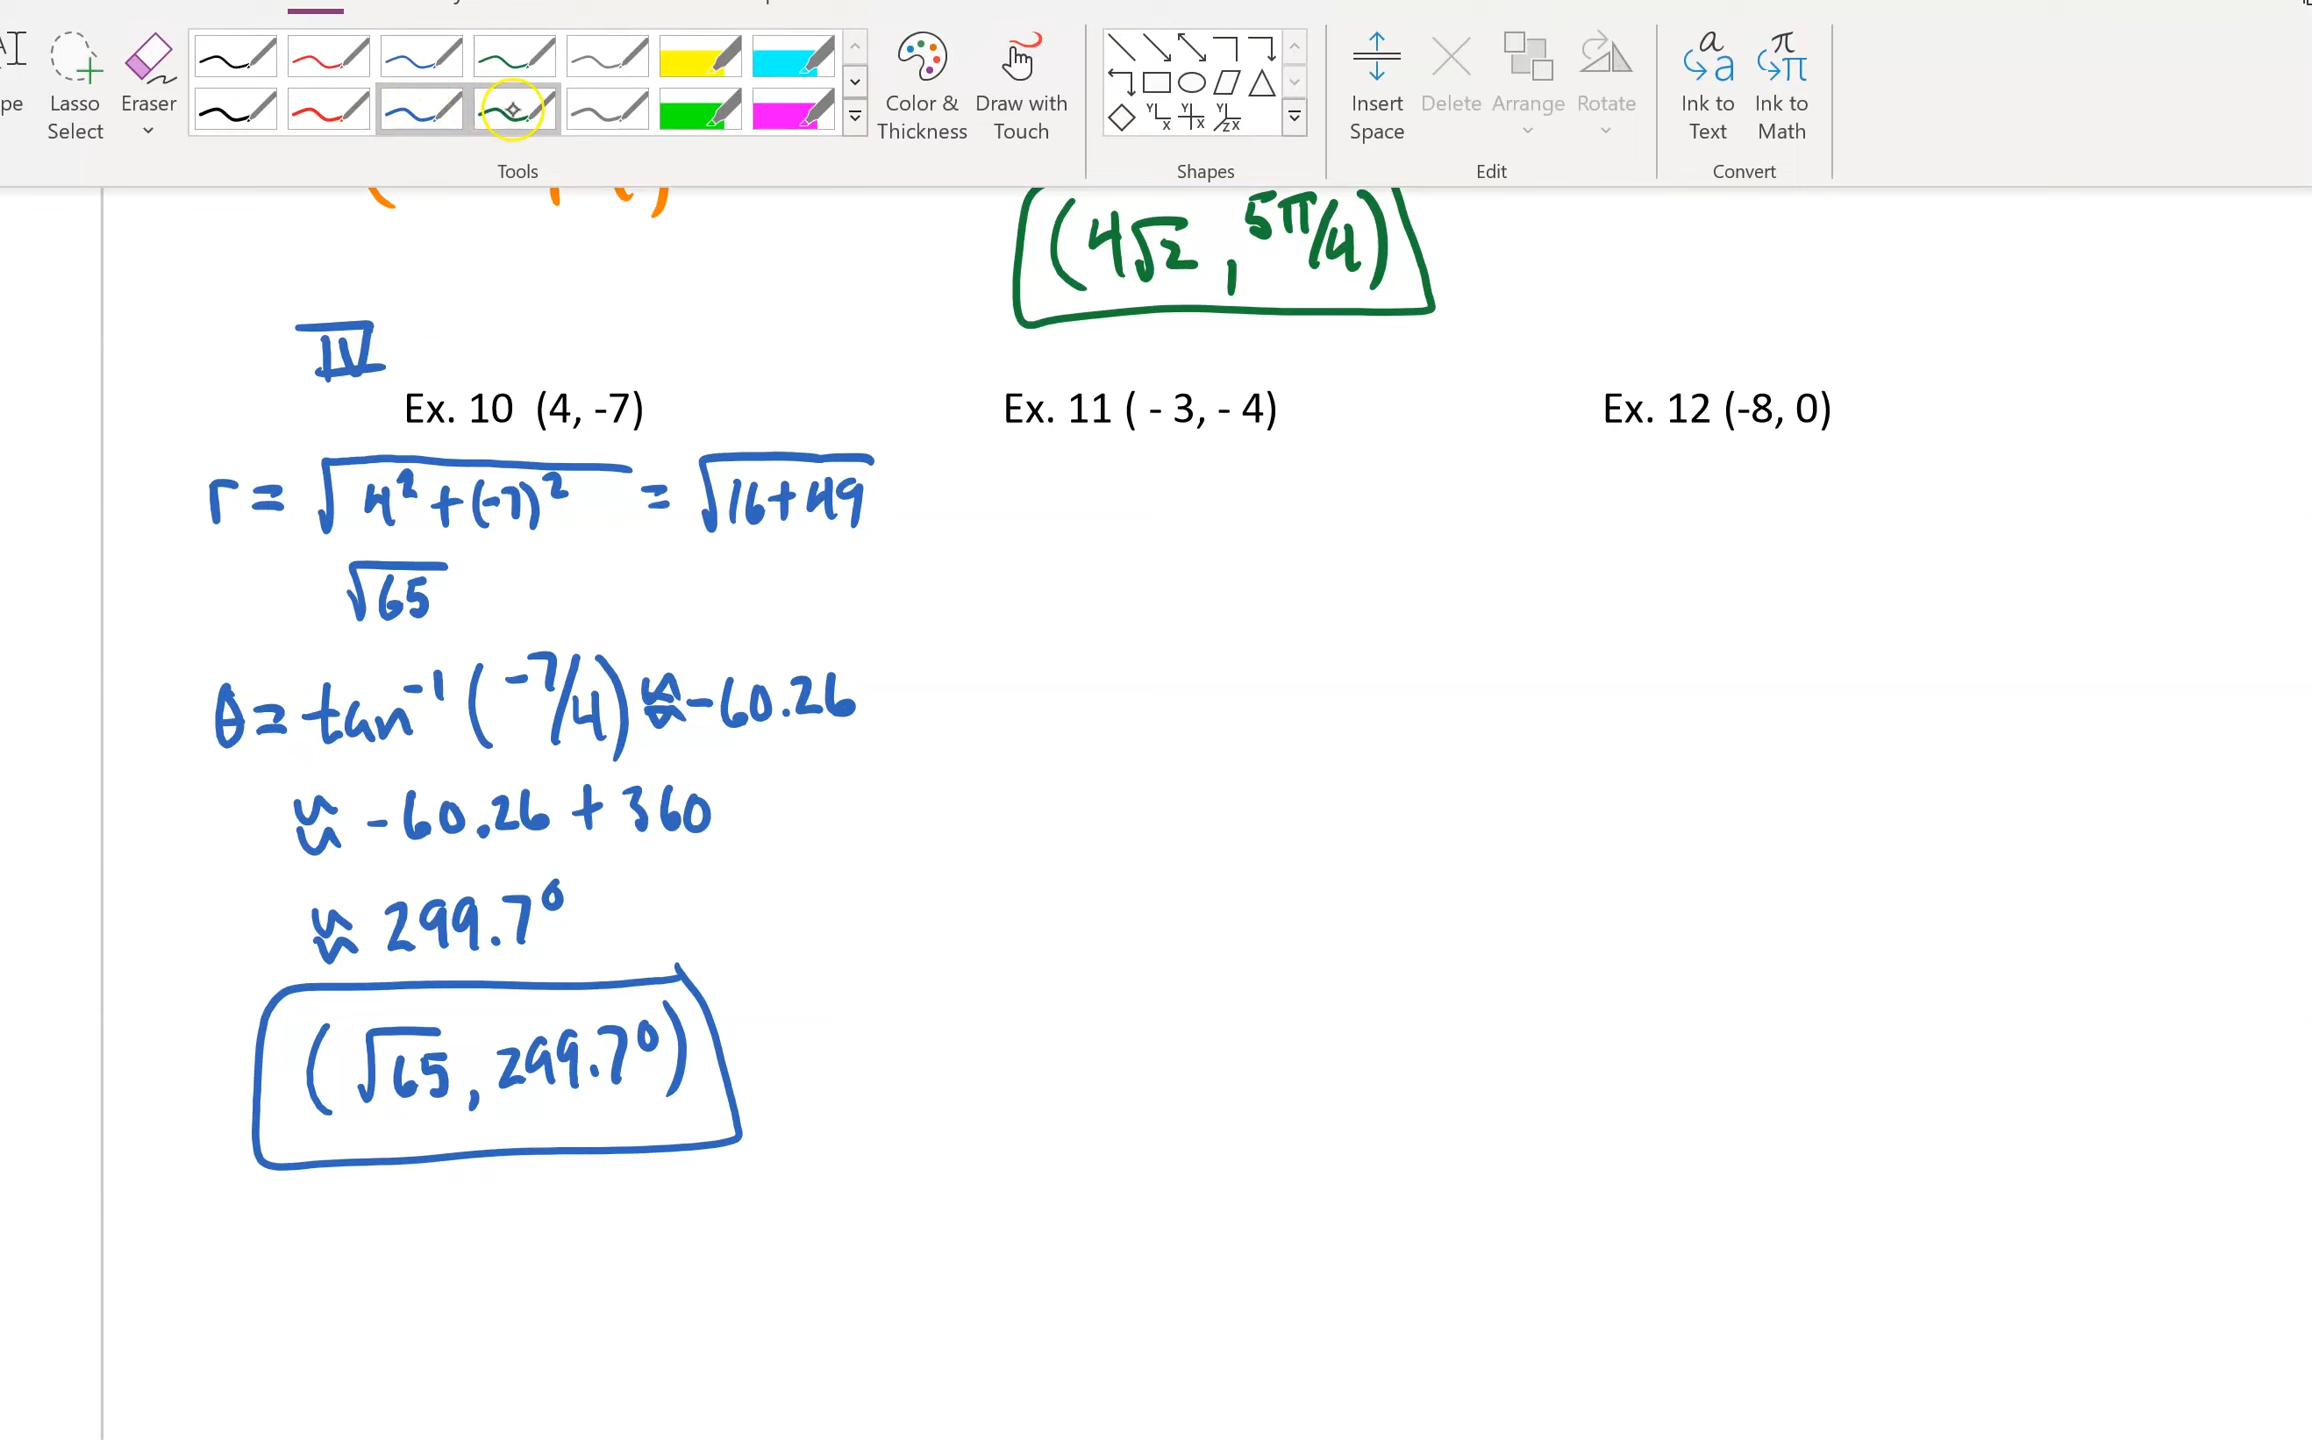 Lasso Select
Eraser
Color & Thickness
Draw with Touch
Insert Space
Delete
Arrange
Rotate
Ink to Text
Ink to Math
Tools
Shapes
Edit
Convert
(4√2, 5π/4)
IV
Ex. 10 (4, -7)
Ex. 11 ( - 3, - 4)
Ex. 12 (-8, 0)
r = √(4² + (-7)²) = √(16+49)
√65
θ = tan⁻¹(-7/4) ≈ -60.26
≈ -60.26 + 360
≈ 299.7°
(√65, 299.7°)